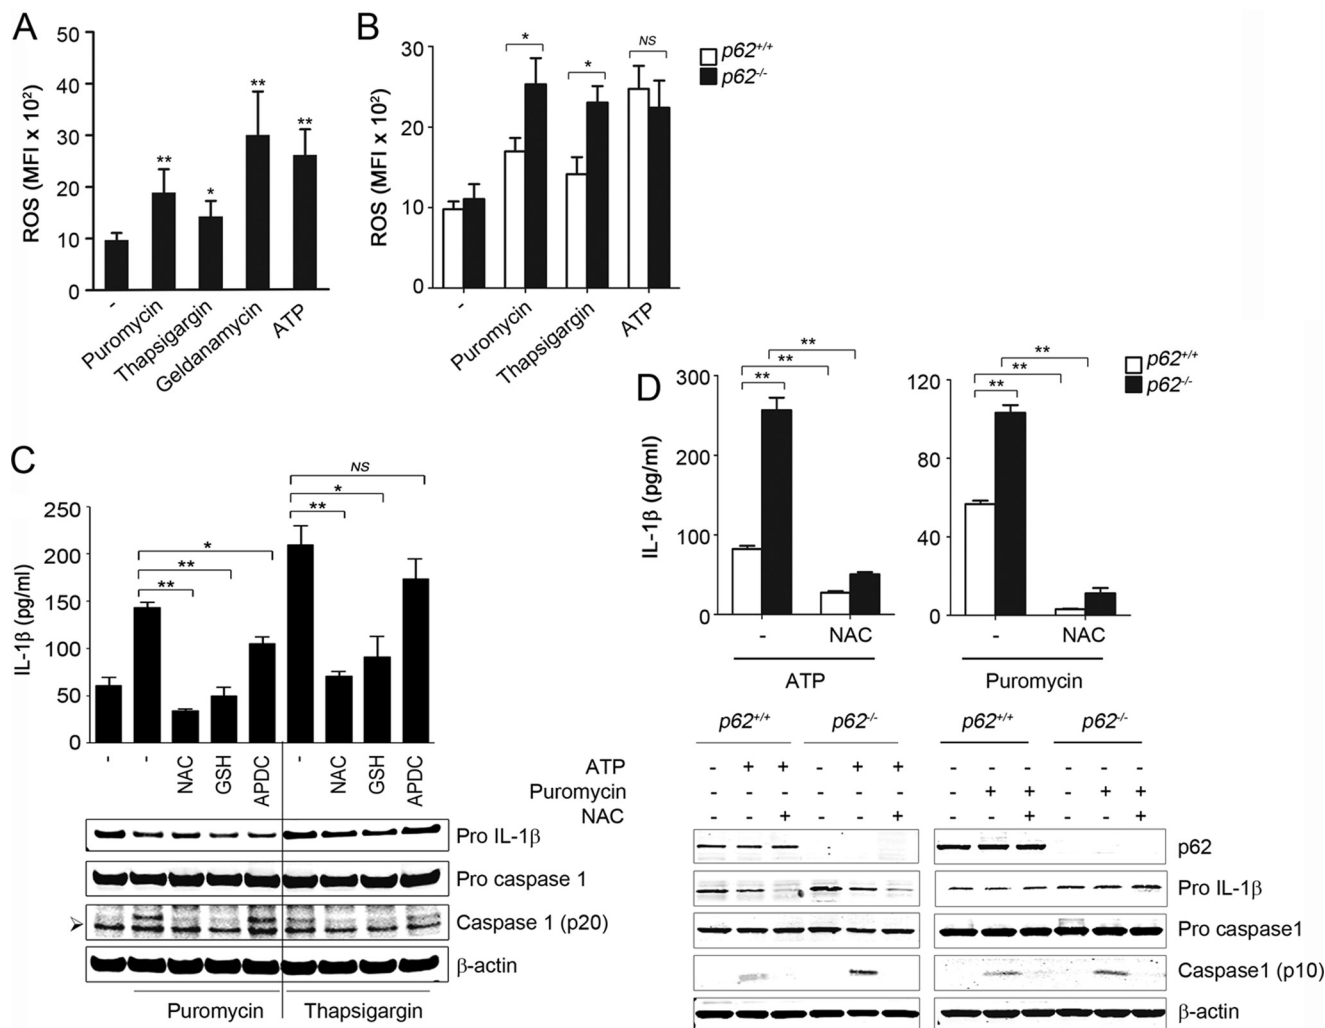 A
ROS (MFI x 10²)
50
40
30
20
10
0
** * ** **
- Puromycin Thapsigargin Geldanamycin ATP
B
ROS (MFI x 10²)
30
20
10
0
* * NS
- Puromycin Thapsigargin ATP
p62+/+
p62-/-
C
IL-1β (pg/ml)
250
200
150
100
50
0
NS
*
**
*
**
**
- - NAC GSH APDC - NAC GSH APDC
Pro IL-1β
Pro caspase 1
Caspase 1 (p20)
β-actin
Puromycin Thapsigargin
D
IL-1β (pg/ml)
300
200
100
0
**
**
**
- NAC
ATP
120
80
40
0
**
**
**
- NAC
Puromycin
p62+/+
p62-/-
p62+/+ p62-/- p62+/+ p62-/-
ATP - + + - + + - - - - - -
Puromycin - - - - - - - + + - + +
NAC - - + - - + - - + - - +
p62
Pro IL-1β
Pro caspase1
Caspase1 (p10)
β-actin